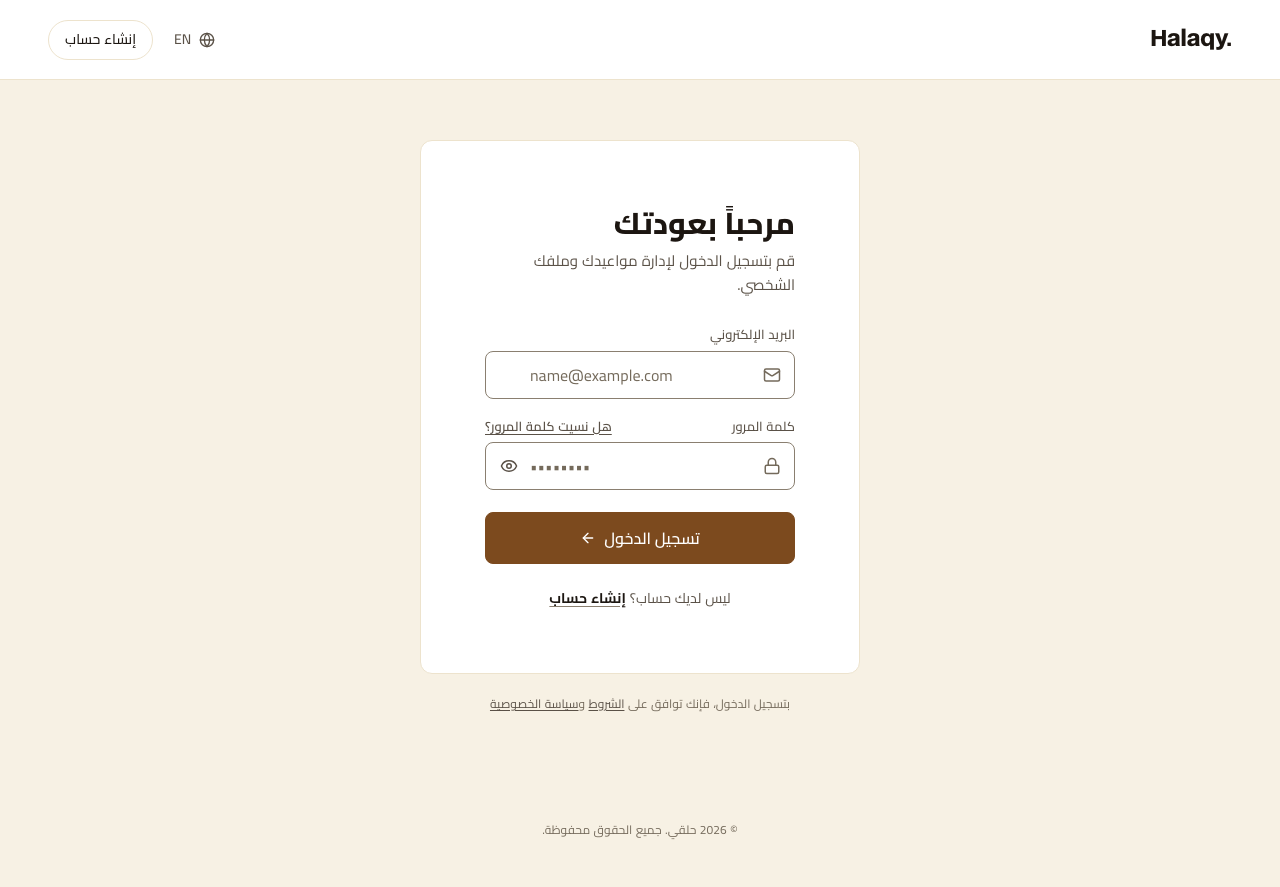 Halaqy.
EN
إنشاء حساب
مرحباً بعودتك
قم بتسجيل الدخول لإدارة مواعيدك وملفك
الشخصي.
البريد الإلكتروني
name@example.com
كلمة المرور
هل نسيت كلمة المرور؟
••••••••
تسجيل الدخول ←
ليس لديك حساب؟ إنشاء حساب
بتسجيل الدخول، فإنك توافق على الشروط وسياسة الخصوصية
© 2026 حلقي. جميع الحقوق محفوظة.